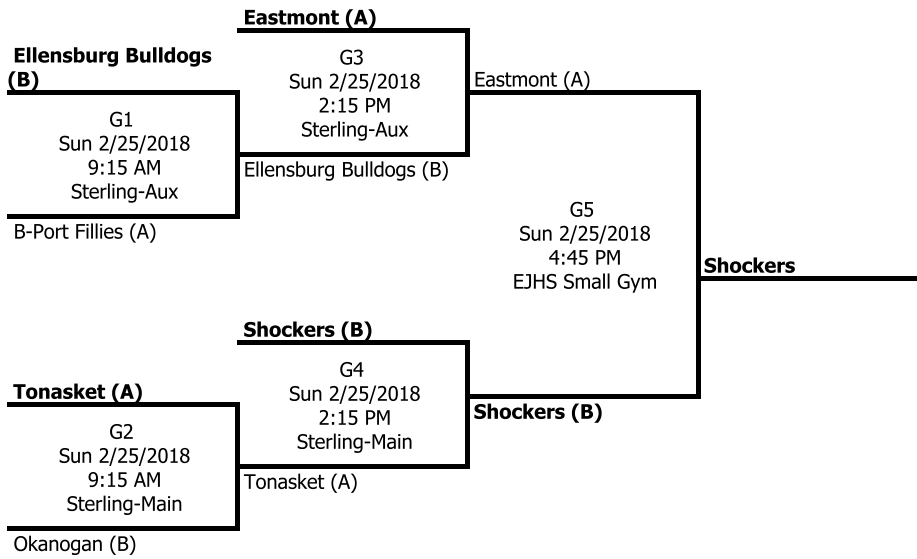 Eastmont (A)
Ellensburg Bulldogs
(B)
G3
Sun 2/25/2018
2:15 PM
Sterling-Aux
Eastmont (A)
G1
Sun 2/25/2018
9:15 AM
Sterling-Aux
Ellensburg Bulldogs (B)
B-Port Fillies (A)
G5
Sun 2/25/2018
4:45 PM
EJHS Small Gym
Shockers
Shockers (B)
G4
Sun 2/25/2018
2:15 PM
Sterling-Main
Tonasket (A)
Shockers (B)
G2
Sun 2/25/2018
9:15 AM
Sterling-Main
Tonasket (A)
Okanogan (B)